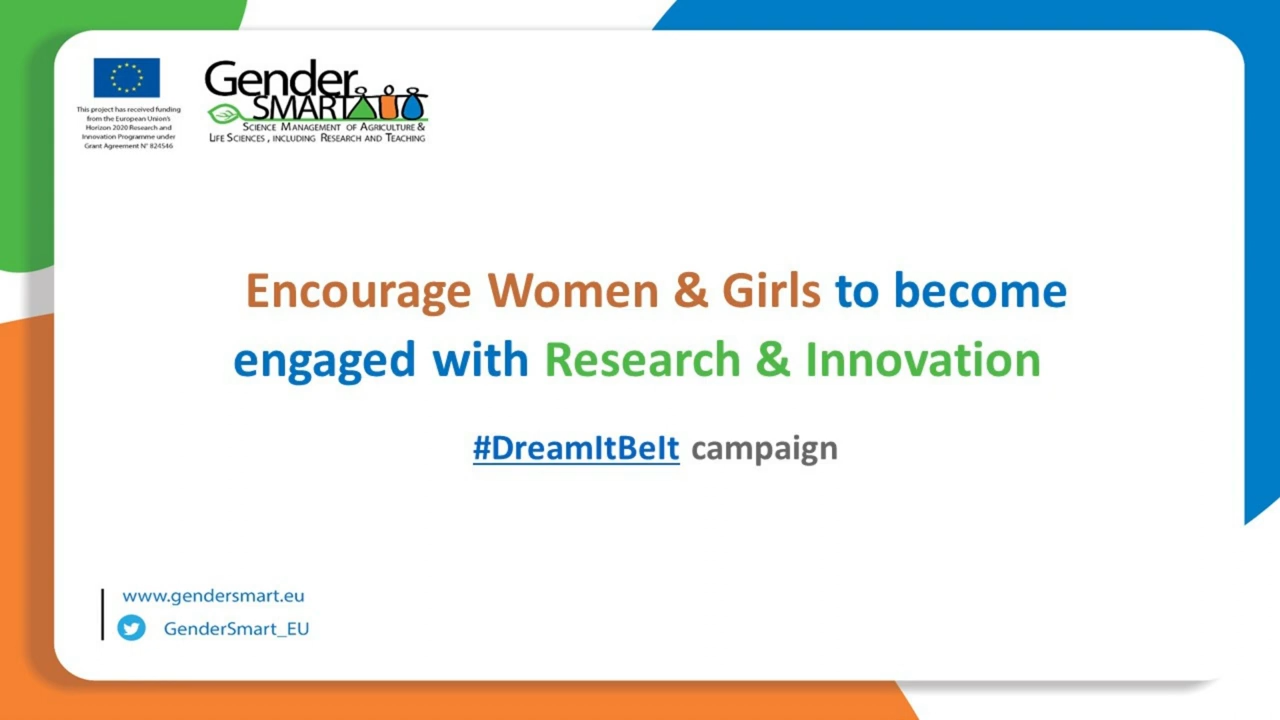 This project has received funding
from the European Union's
Horizon 2020 Research and
Innovation Programme under
Grant Agreement N° 824546
Gender
SMART
SCIENCE MANAGEMENT OF AGRICULTURE &
LIFE SCIENCES , INCLUDING RESEARCH AND TEACHING
Encourage Women & Girls to become
engaged with Research & Innovation
#DreamItBeIt campaign
www.gendersmart.eu
GenderSmart_EU